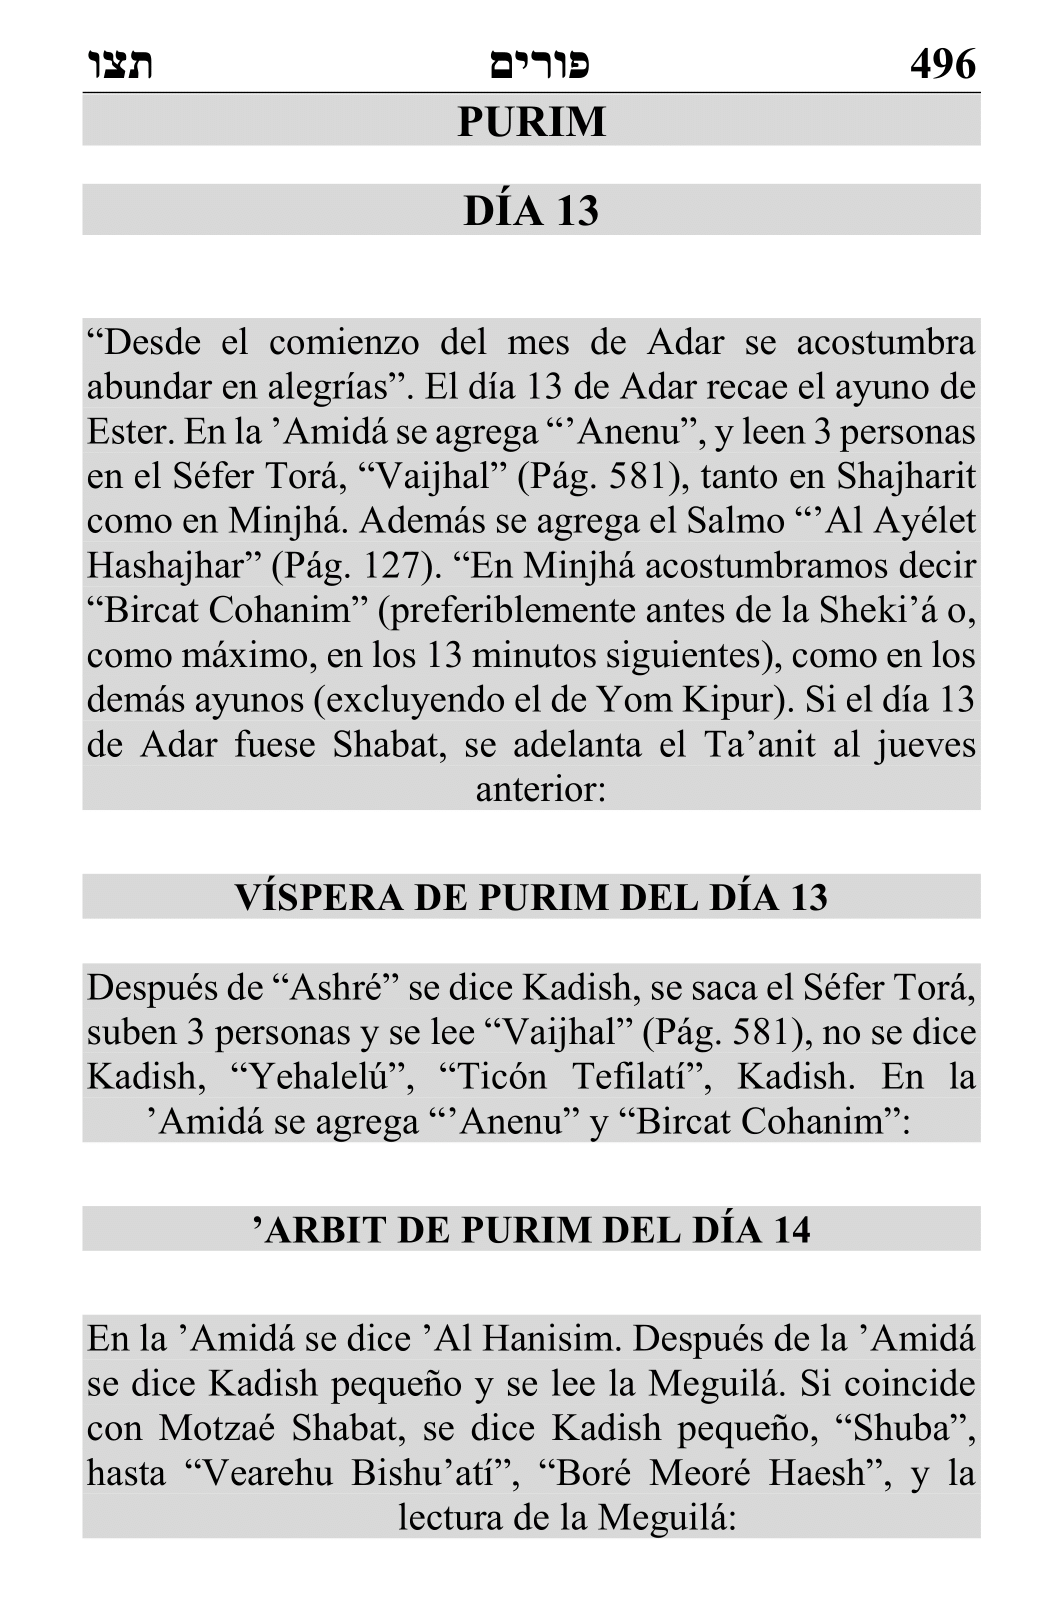 תצו פורים 496
PURIM
DÍA 13
“Desde el comienzo del mes de Adar se acostumbra
abundar en alegrías”. El día 13 de Adar recae el ayuno de
Ester. En la ’Amidá se agrega “’Anenu”, y leen 3 personas
en el Séfer Torá, “Vaijhal” (Pág. 581), tanto en Shajharit
como en Minjhá. Además se agrega el Salmo “’Al Ayélet
Hashajhar” (Pág. 127). “En Minjhá acostumbramos decir
“Bircat Cohanim” (preferiblemente antes de la Sheki’á o,
como máximo, en los 13 minutos siguientes), como en los
demás ayunos (excluyendo el de Yom Kipur). Si el día 13
de Adar fuese Shabat, se adelanta el Ta’anit al jueves
anterior:
VÍSPERA DE PURIM DEL DÍA 13
Después de “Ashré” se dice Kadish, se saca el Séfer Torá,
suben 3 personas y se lee “Vaijhal” (Pág. 581), no se dice
Kadish, “Yehalelú”, “Ticón Tefilatí”, Kadish. En la
’Amidá se agrega “’Anenu” y “Bircat Cohanim”:
’ARBIT DE PURIM DEL DÍA 14
En la ’Amidá se dice ’Al Hanisim. Después de la ’Amidá
se dice Kadish pequeño y se lee la Meguilá. Si coincide
con Motzaé Shabat, se dice Kadish pequeño, “Shuba”,
hasta “Vearehu Bishu’atí”, “Boré Meoré Haesh”, y la
lectura de la Meguilá: